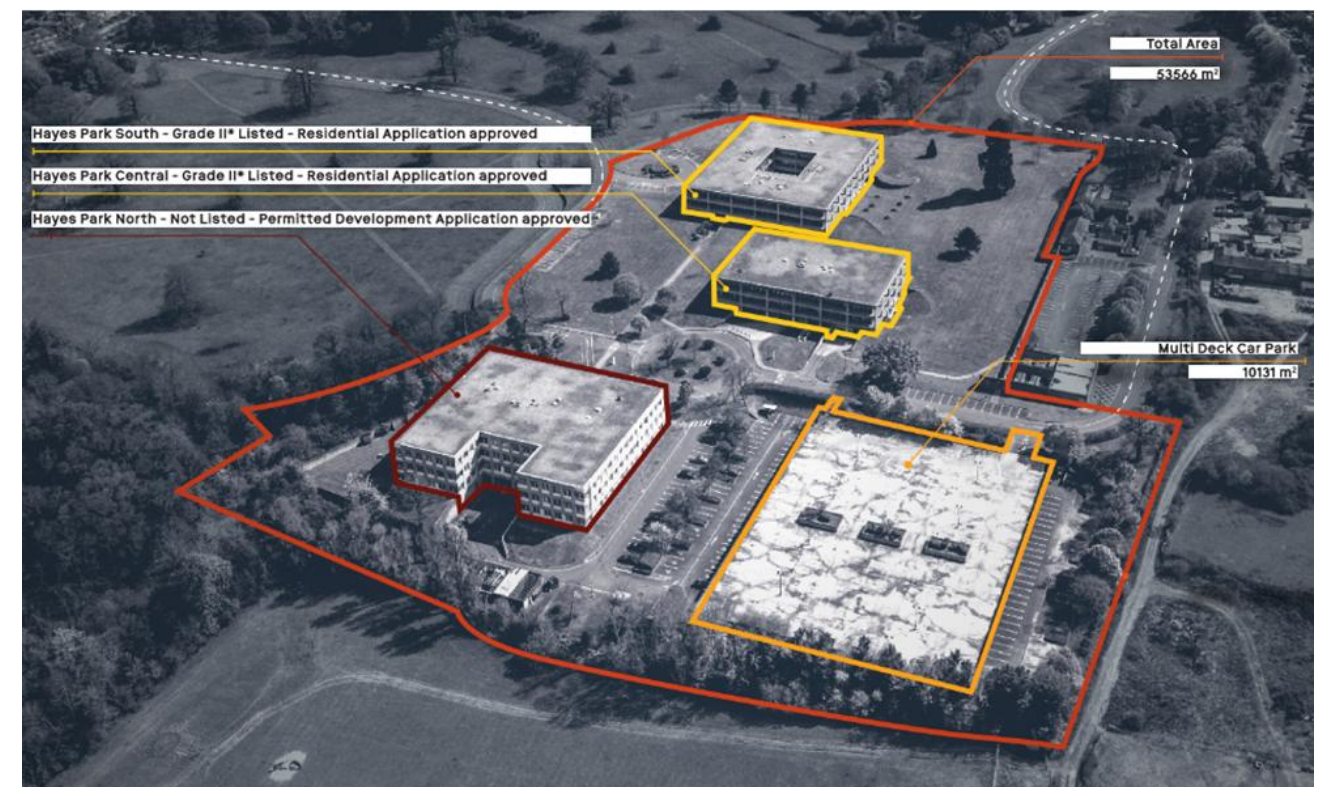 Total Area
53566 m²
Hayes Park South - Grade II* Listed - Residential Application approved
Hayes Park Central - Grade II* Listed - Residential Application approved
Hayes Park North - Not Listed - Permitted Development Application approved
Multi Deck Car Park
10131 m²